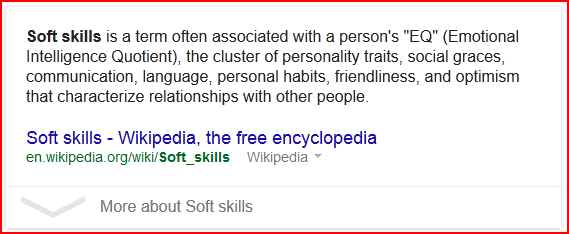 Soft skills is a term often associated with a person's "EQ" (Emotional
Intelligence Quotient), the cluster of personality traits, social graces,
communication, language, personal habits, friendliness, and optimism
that characterize relationships with other people.
Soft skills - Wikipedia, the free encyclopedia
en.wikipedia.org/wiki/Soft_skills Wikipedia
More about Soft skills